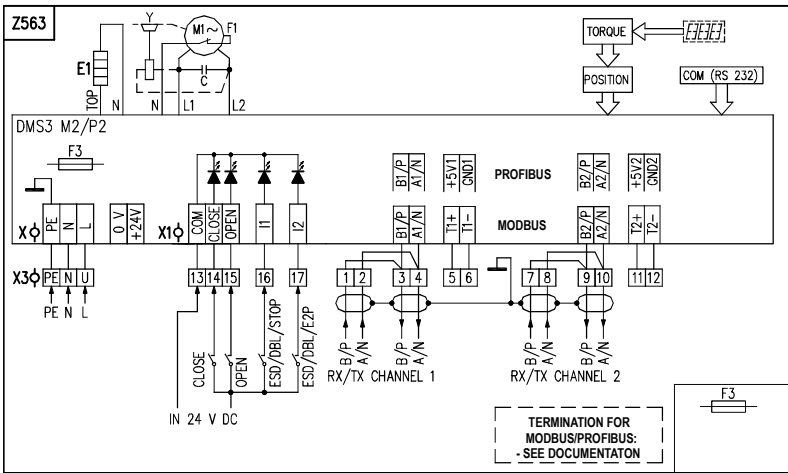 Z563
Y
M1~
F1
E1
C
TOP
N
N
L1
L2
TORQUE
POSITION
COM (RS 232)
DMS3 M2/P2
F3
X
PE
N
L
0 V
+24V
X1
COM
CLOSE
OPEN
I1
I2
B1/P
A1/N
+5V1
GND1
PROFIBUS
B2/P
A2/N
+5V2
GND2
B1/P
A1/N
T1+
T1-
MODBUS
B2/P
A2/N
T2+
T2-
X3
PE
N
U
13
14
15
16
17
1
2
3
4
5
6
7
8
9
10
11
12
PE N L
CLOSE
OPEN
ESD/DBL/STOP
ESD/DBL/E2P
IN 24 V DC
B/P
A/N
B/P
A/N
RX/TX CHANNEL 1
B/P
A/N
B/P
A/N
RX/TX CHANNEL 2
TERMINATION FOR
MODBUS/PROFIBUS:
- SEE DOCUMENTATON
F3